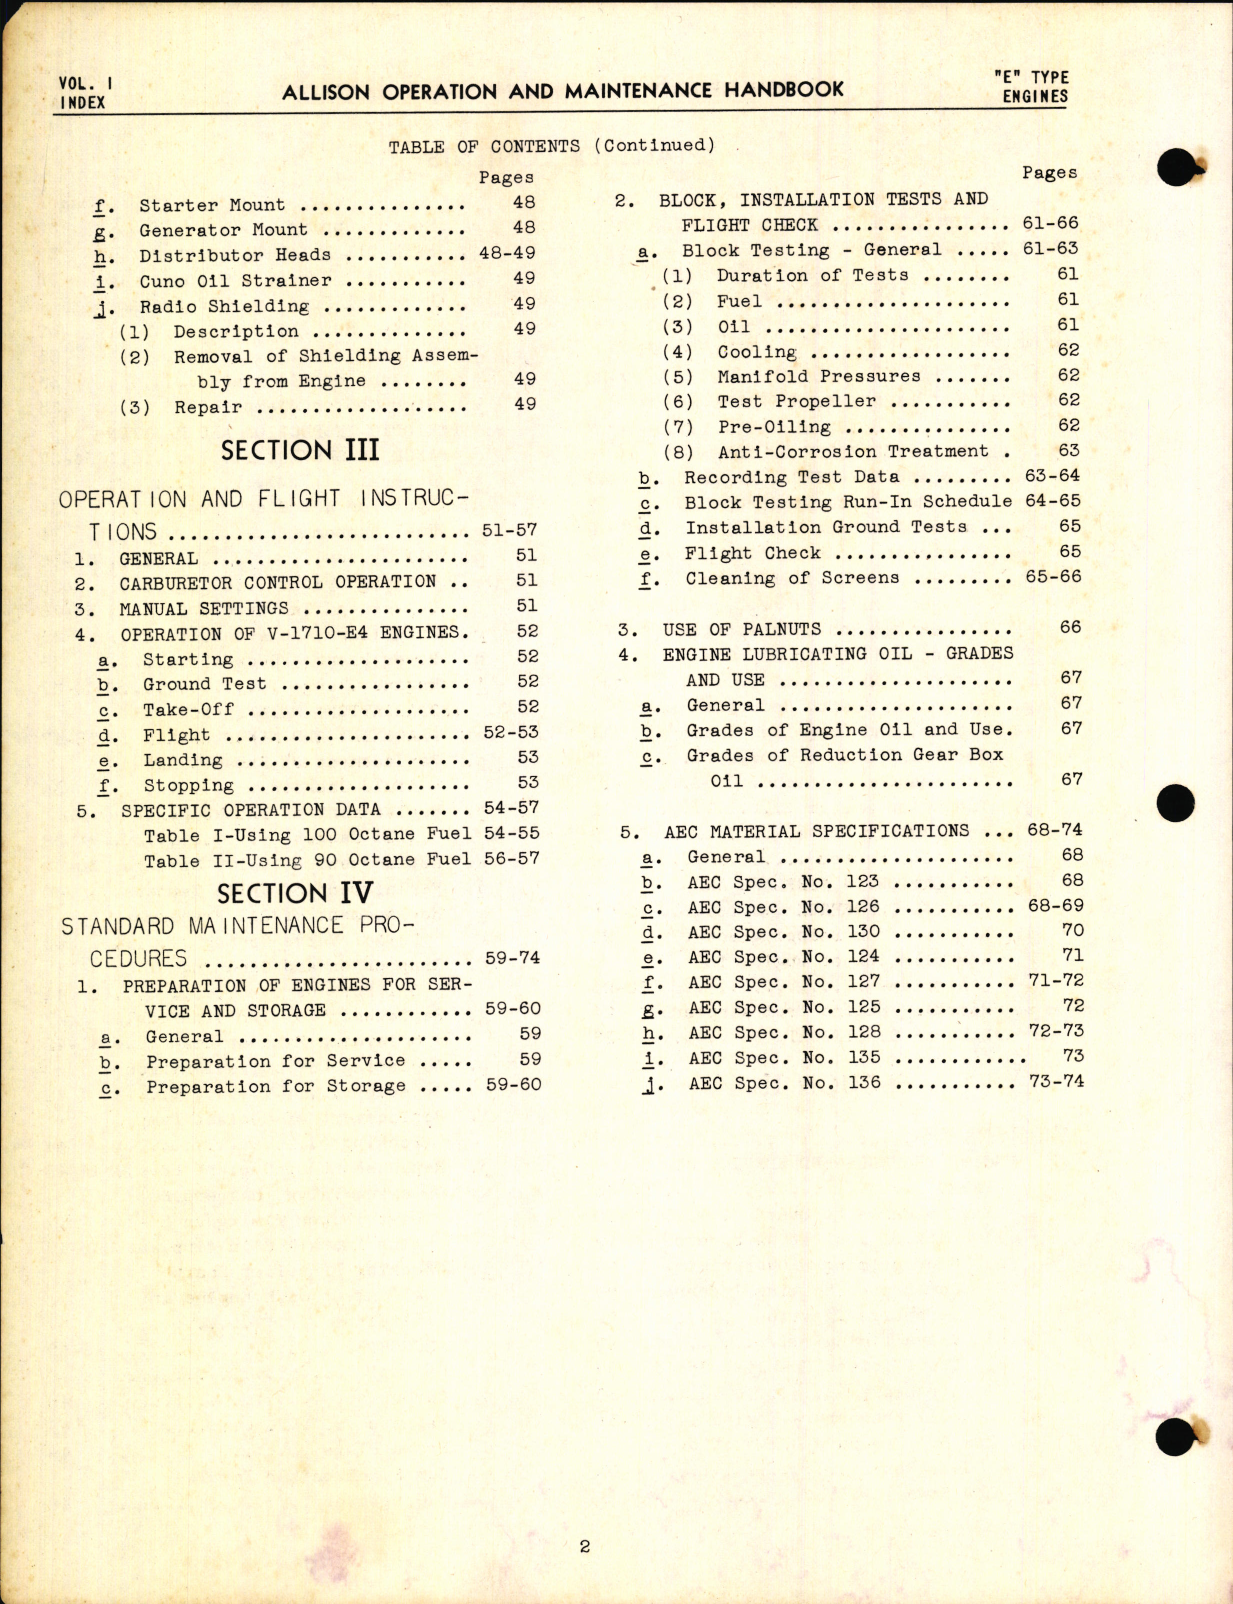 VOL. I
INDEX
ALLISON OPERATION AND MAINTENANCE HANDBOOK
"E" TYPE
ENGINES
TABLE OF CONTENTS (Continued)
Pages
f. Starter Mount ............... 48
g. Generator Mount ............. 48
h. Distributor Heads ........... 48-49
i. Cuno Oil Strainer ........... 49
j. Radio Shielding ............. 49
(1) Description .............. 49
(2) Removal of Shielding Assem-
bly from Engine ........ 49
(3) Repair ................... 49
SECTION III
OPERATION AND FLIGHT INSTRUC-
TIONS ........................... 51-57
1. GENERAL ....................... 51
2. CARBURETOR CONTROL OPERATION .. 51
3. MANUAL SETTINGS ............... 51
4. OPERATION OF V-1710-E4 ENGINES. 52
a. Starting .................... 52
b. Ground Test ................. 52
c. Take-Off .................... 52
d. Flight ...................... 52-53
e. Landing ..................... 53
f. Stopping .................... 53
5. SPECIFIC OPERATION DATA ....... 54-57
Table I-Using 100 Octane Fuel 54-55
Table II-Using 90 Octane Fuel 56-57
SECTION IV
STANDARD MAINTENANCE PRO-
CEDURES ........................ 59-74
1. PREPARATION OF ENGINES FOR SER-
VICE AND STORAGE ............ 59-60
a. General ..................... 59
b. Preparation for Service ..... 59
c. Preparation for Storage ..... 59-60
Pages
2. BLOCK, INSTALLATION TESTS AND
FLIGHT CHECK ................ 61-66
a. Block Testing - General ..... 61-63
(1) Duration of Tests ........ 61
(2) Fuel ..................... 61
(3) Oil ...................... 61
(4) Cooling .................. 62
(5) Manifold Pressures ....... 62
(6) Test Propeller ........... 62
(7) Pre-Oiling ............... 62
(8) Anti-Corrosion Treatment . 63
b. Recording Test Data ......... 63-64
c. Block Testing Run-In Schedule 64-65
d. Installation Ground Tests ... 65
e. Flight Check ................ 65
f. Cleaning of Screens ......... 65-66
3. USE OF PALNUTS ................ 66
4. ENGINE LUBRICATING OIL - GRADES
AND USE ..................... 67
a. General ..................... 67
b. Grades of Engine Oil and Use. 67
c. Grades of Reduction Gear Box
Oil ....................... 67
5. AEC MATERIAL SPECIFICATIONS ... 68-74
a. General ..................... 68
b. AEC Spec. No. 123 ........... 68
c. AEC Spec. No. 126 ........... 68-69
d. AEC Spec. No. 130 ........... 70
e. AEC Spec. No. 124 ........... 71
f. AEC Spec. No. 127 ........... 71-72
g. AEC Spec. No. 125 ........... 72
h. AEC Spec. No. 128 ........... 72-73
i. AEC Spec. No. 135 ............ 73
j. AEC Spec. No. 136 ........... 73-74
2